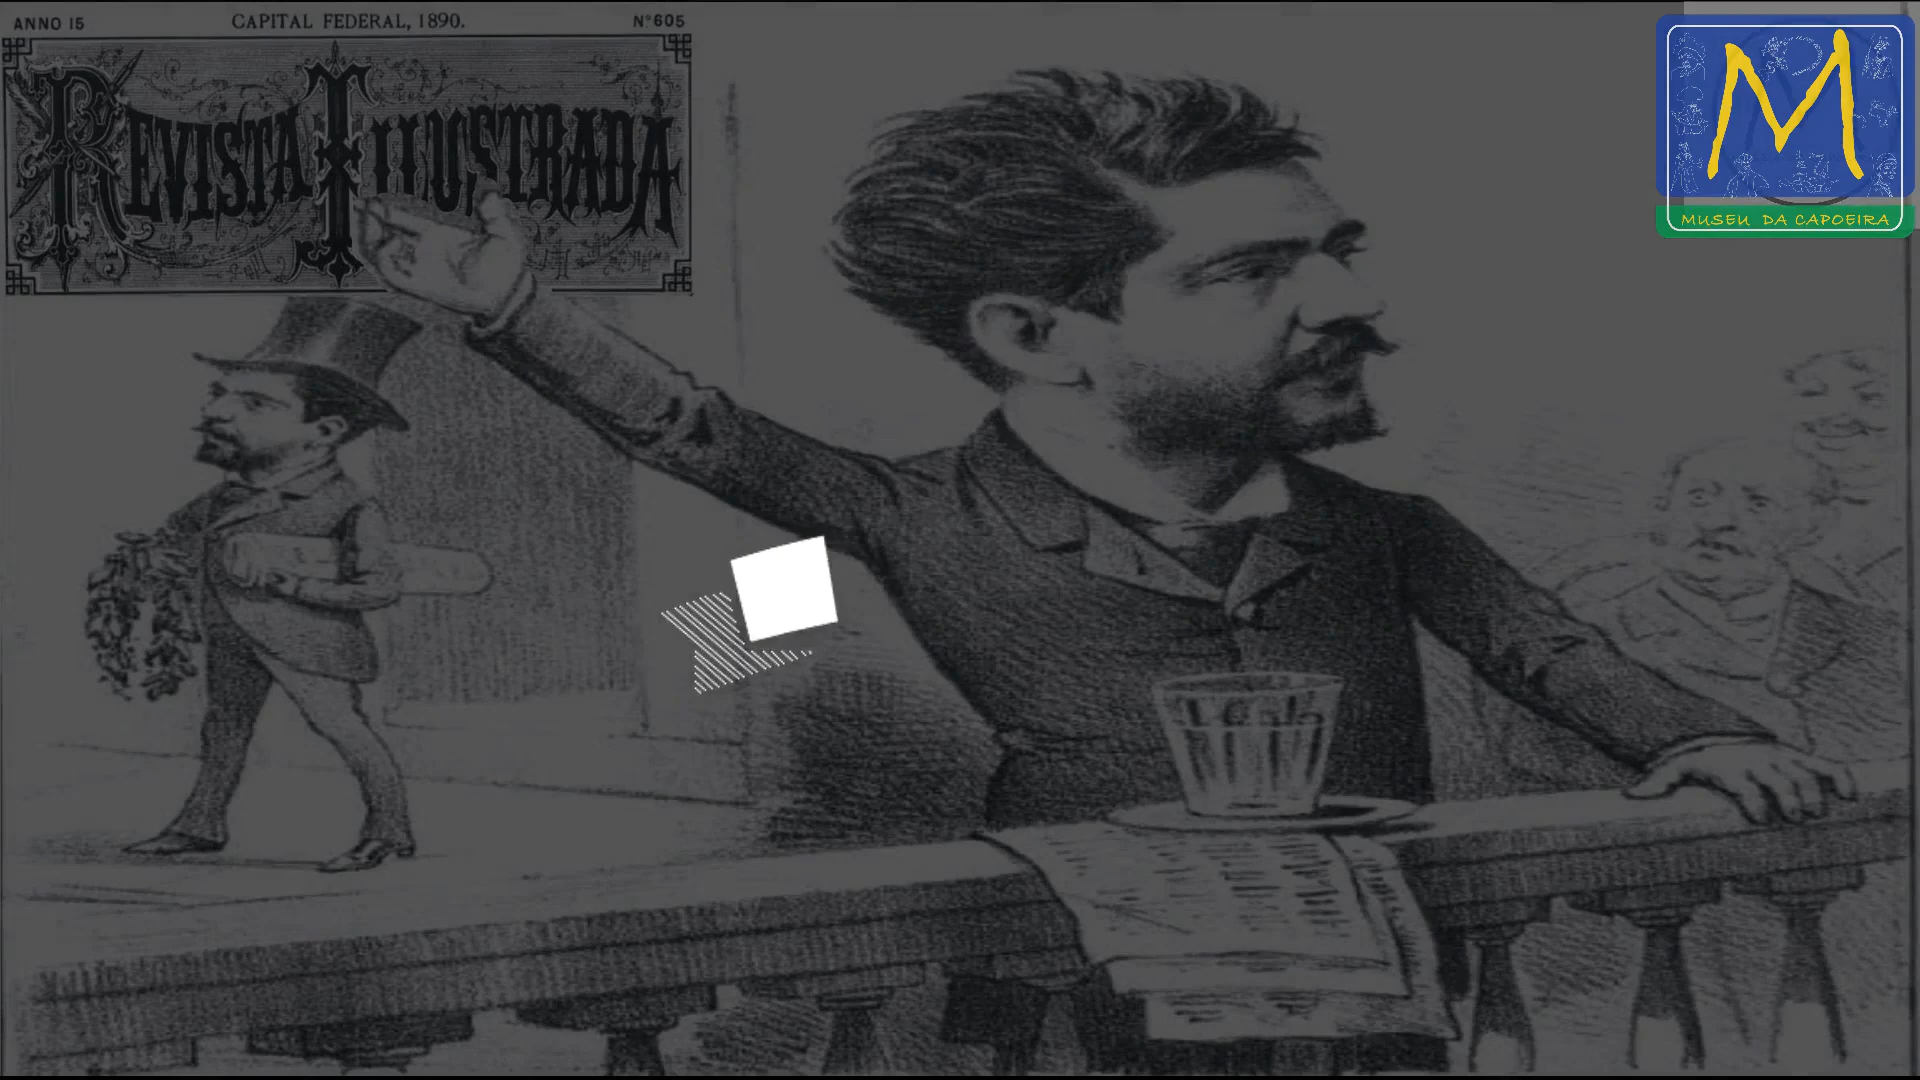 ANNO 15
CAPITAL FEDERAL, 1890.
Nº605
REVISTA ILLUSTRADA
M
MUSEU DA CAPOEIRA